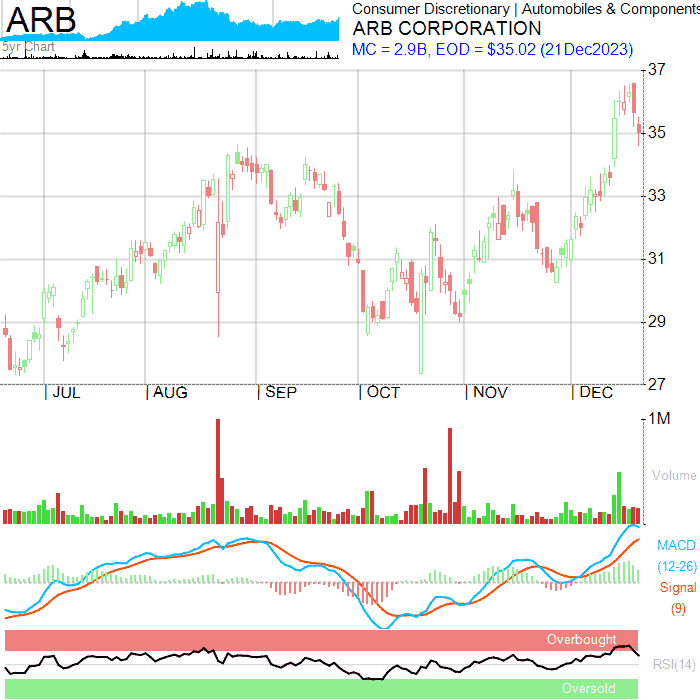 ARB
5yr Chart
Consumer Discretionary | Automobiles & Components
ARB CORPORATION
MC = 2.9B, EOD = $35.02 (21Dec2023)
37
35
33
31
29
27
| JUL | AUG | SEP | OCT | NOV | DEC
1M
Volume
MACD
(12-26)
Signal
(9)
Overbought
RSI(14)
Oversold